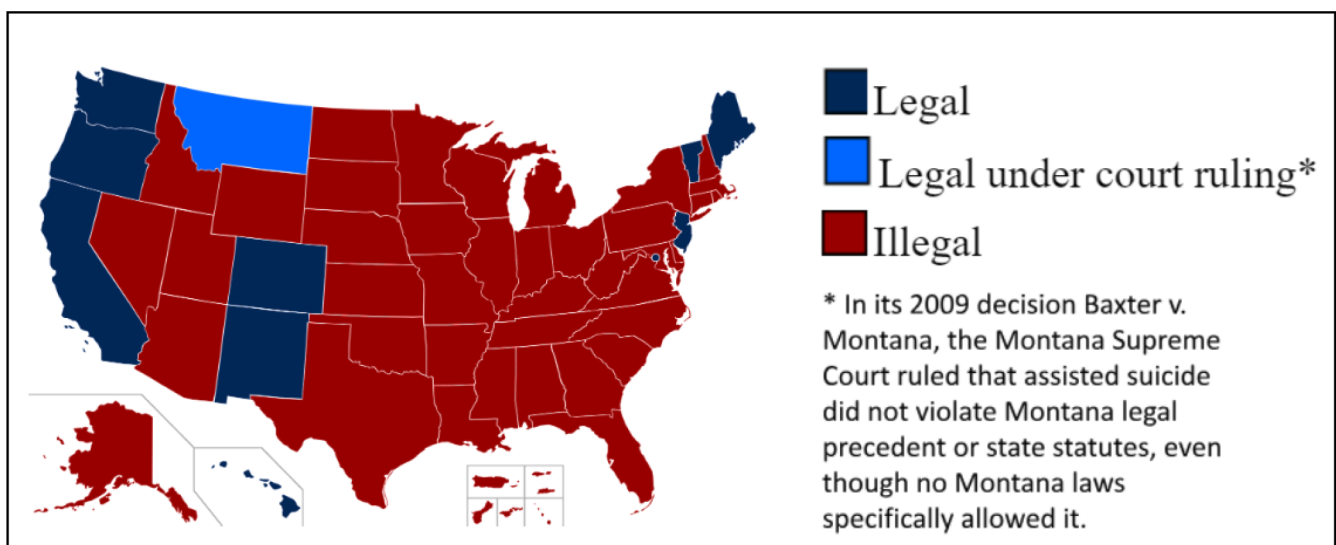 Legal
Legal under court ruling*
Illegal
* In its 2009 decision Baxter v.
Montana, the Montana Supreme
Court ruled that assisted suicide
did not violate Montana legal
precedent or state statutes, even
though no Montana laws
specifically allowed it.